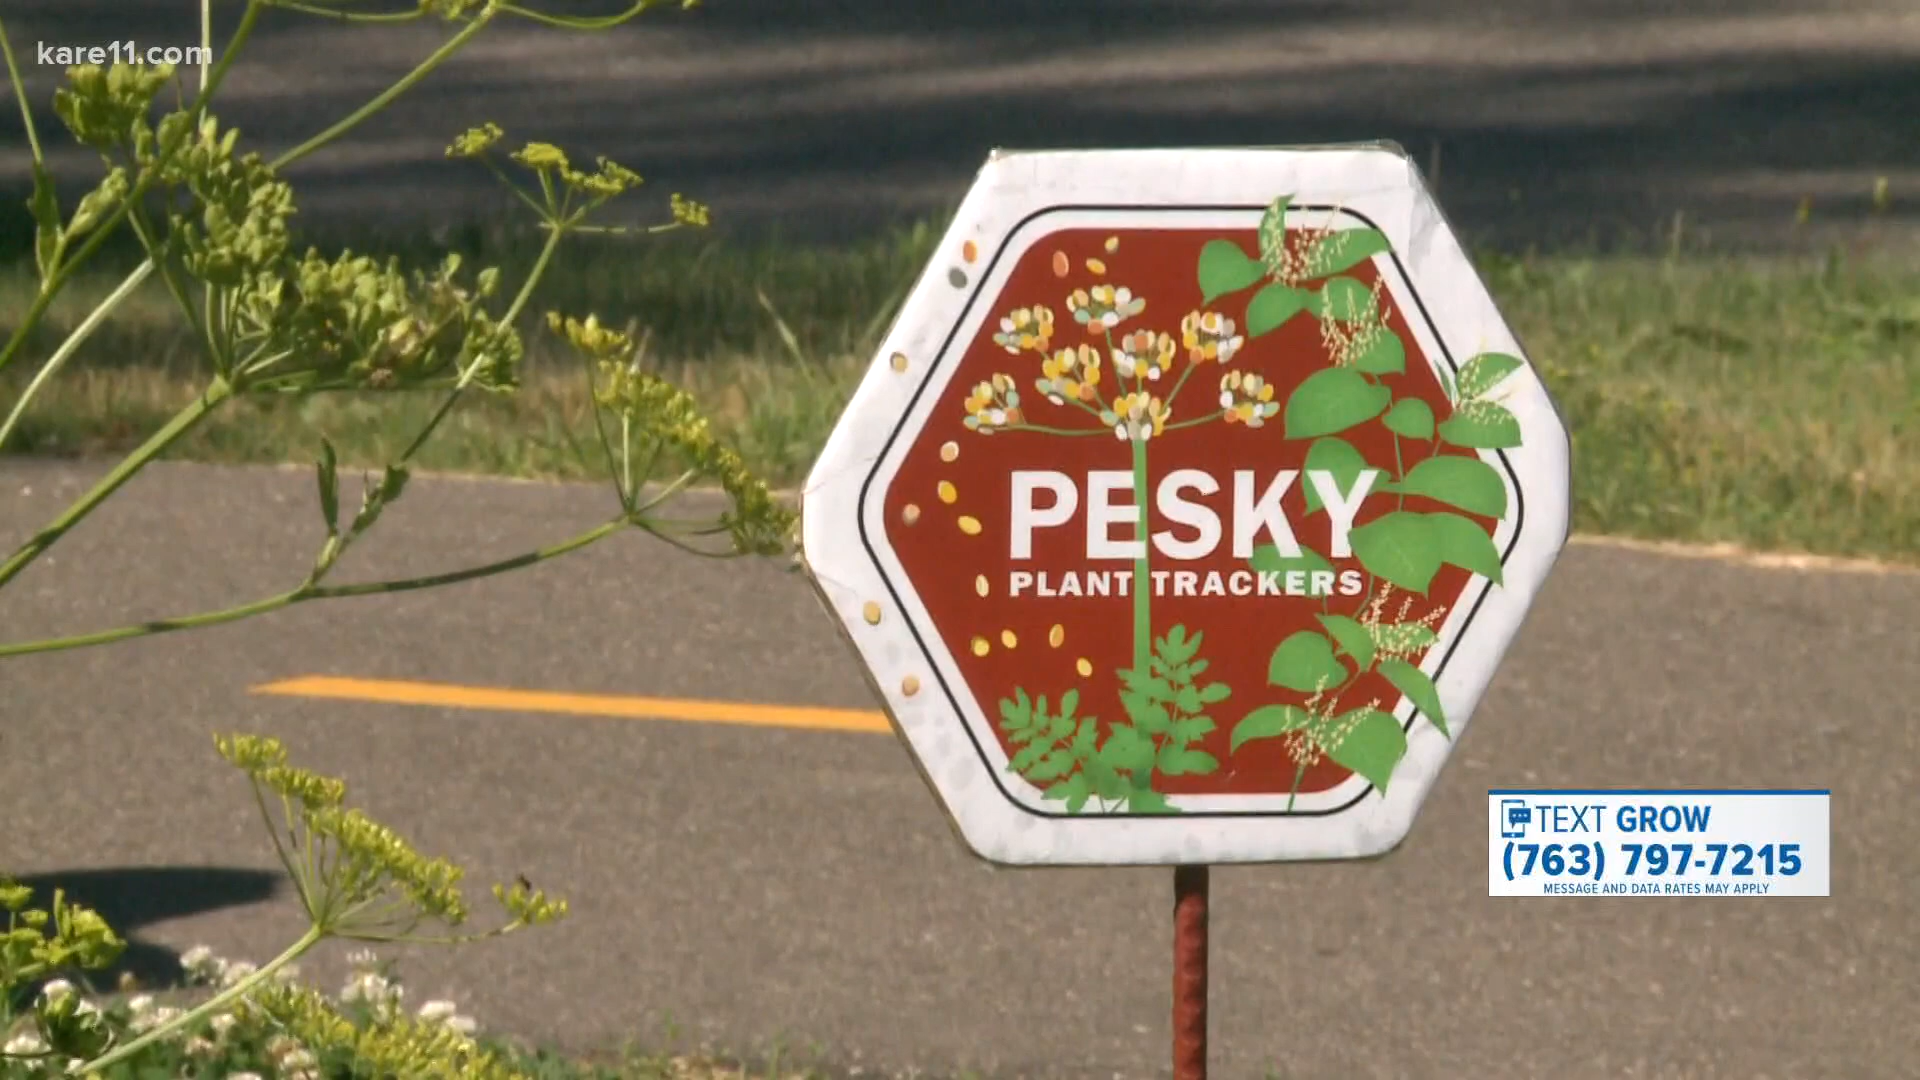 kare11.com
PESKY
PLANT TRACKERS
TEXT GROW
(763) 797-7215
MESSAGE AND DATA RATES MAY APPLY